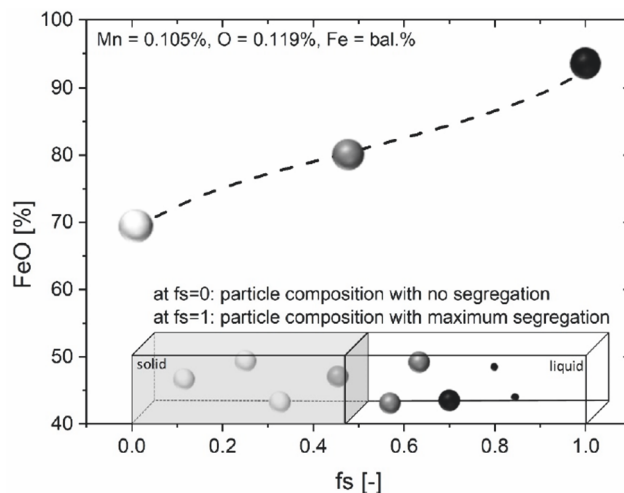 100
Mn = 0.105%, O = 0.119%, Fe = bal.%
90
80
FeO [%]
70
60
at fs=0: particle composition with no segregation
at fs=1: particle composition with maximum segregation
50
solid
liquid
40
0.0 0.2 0.4 0.6 0.8 1.0
fs [-]